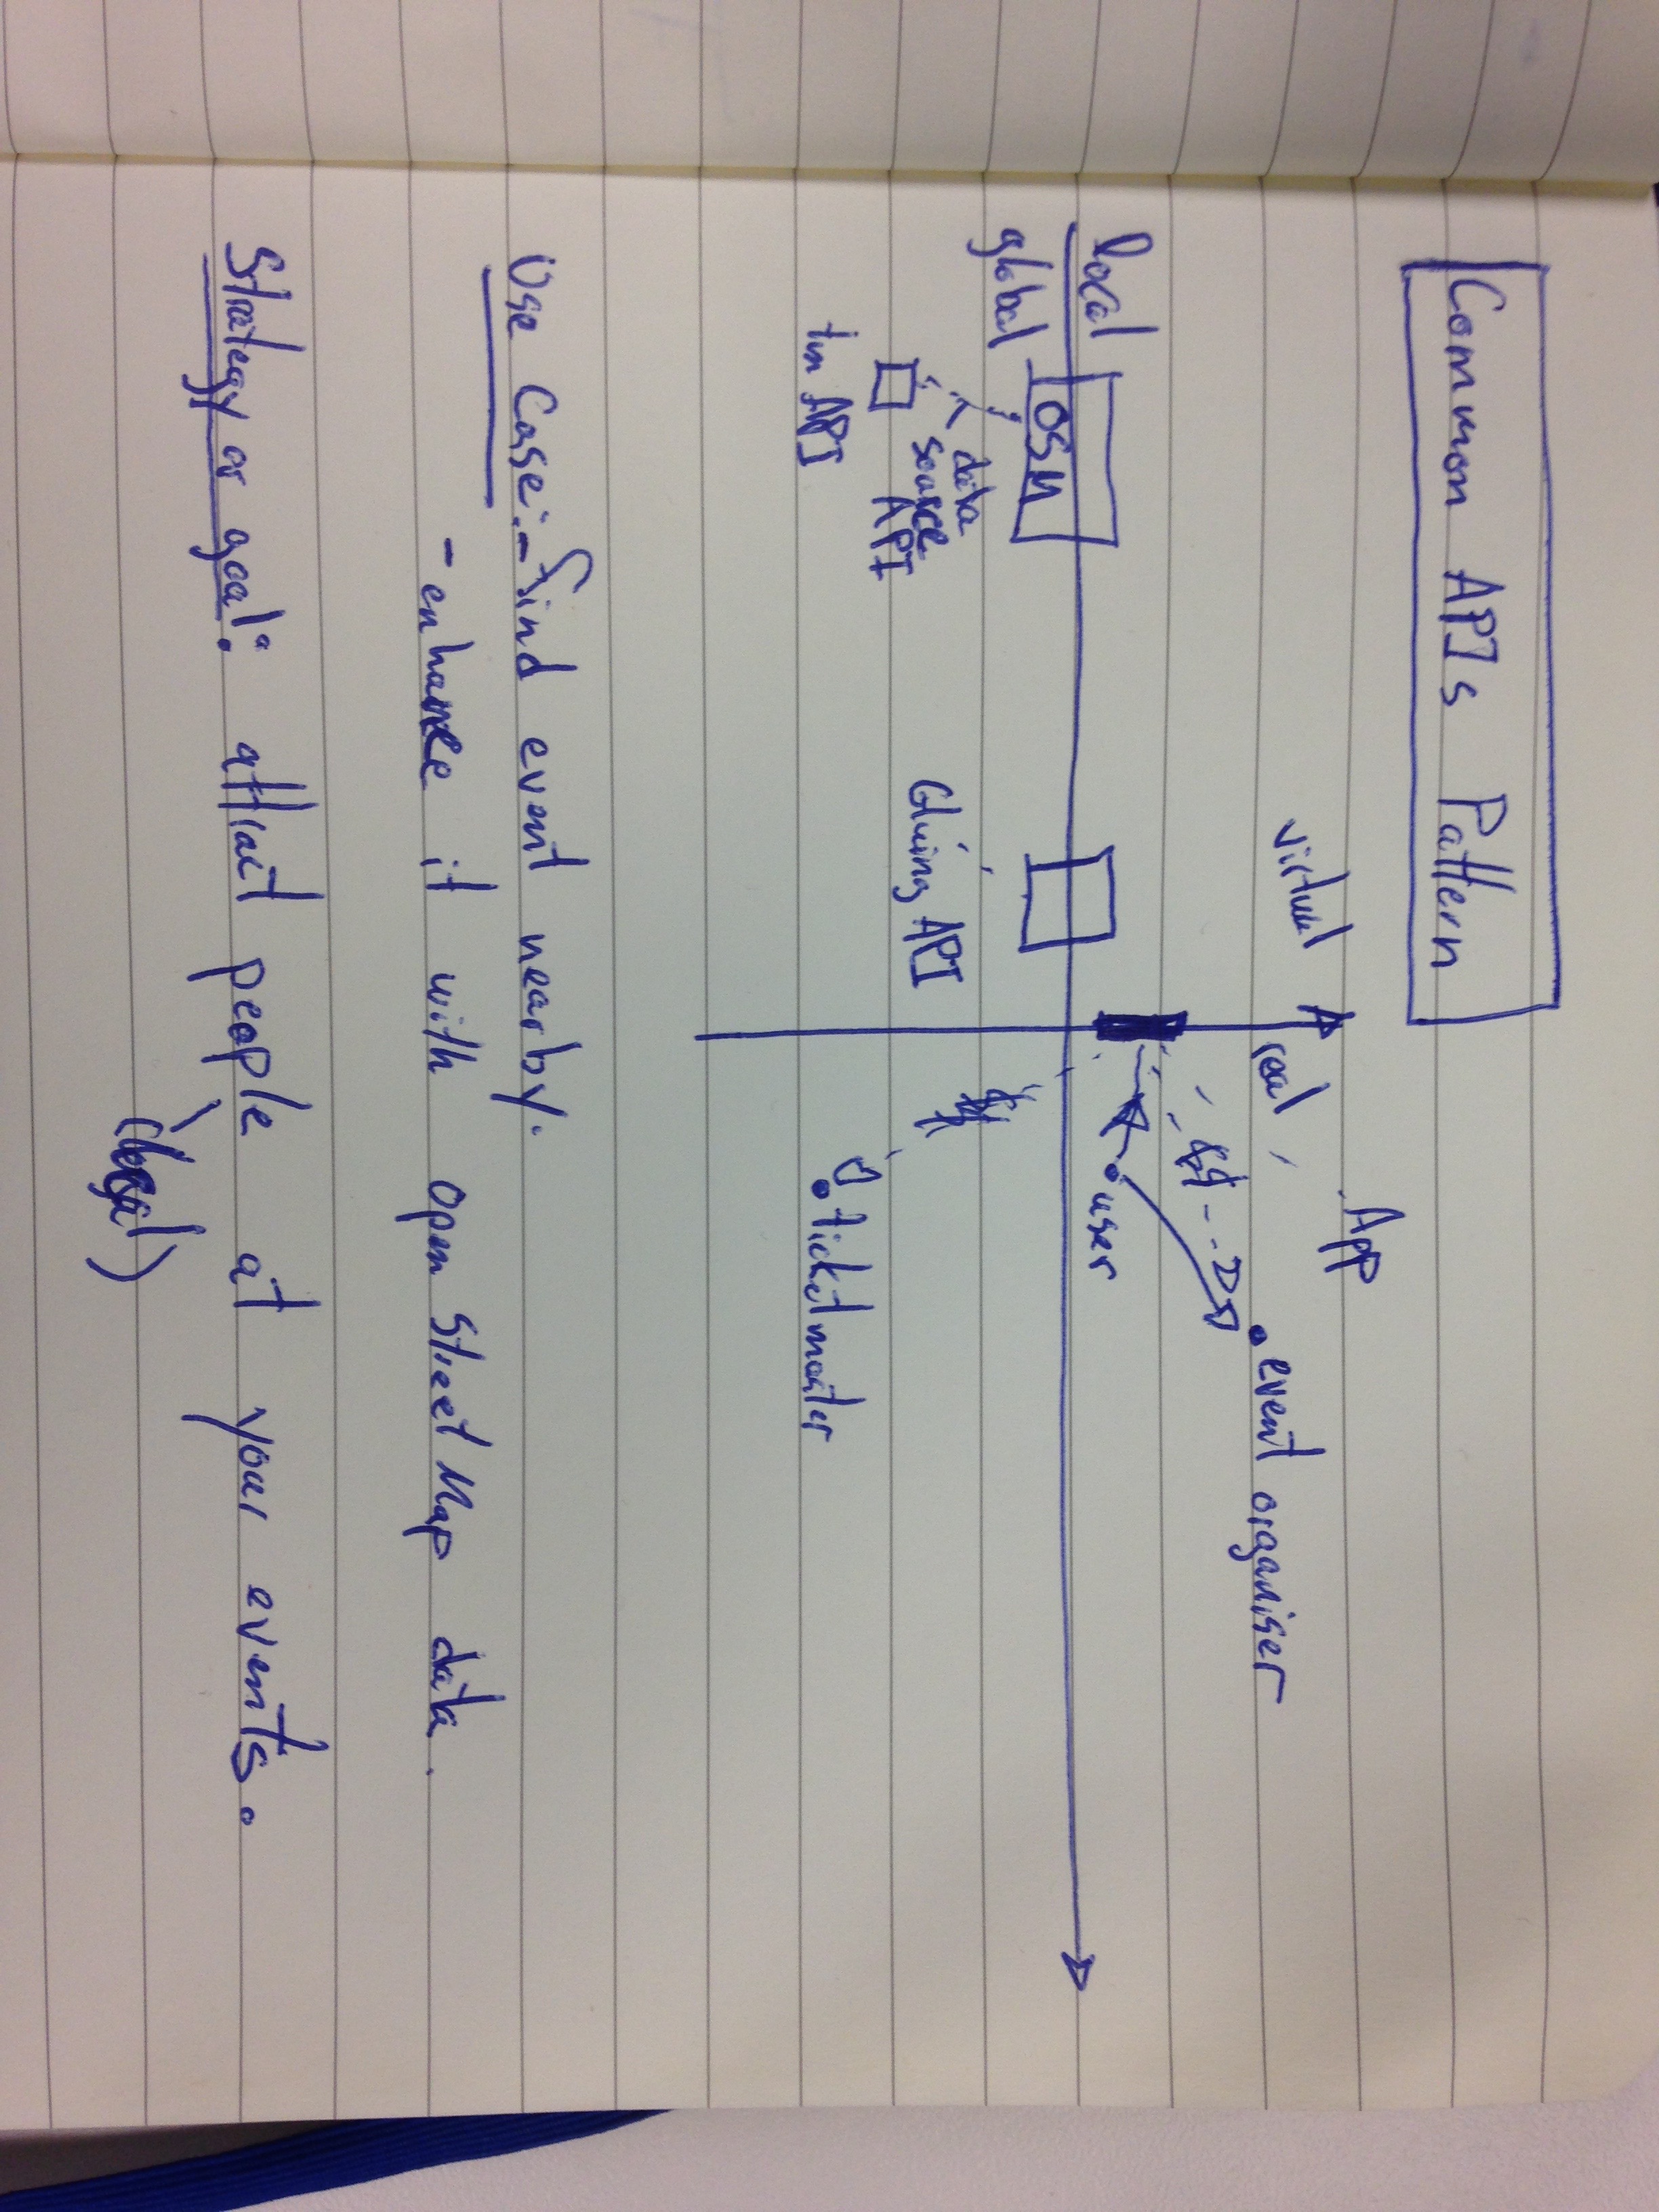 Common APIs Pattern
virtual
real
App
event organiser
local
global
OSM
user
data
source
API
tm API
Gluing API
ticketmaster
Use Case: - find event nearby.
- enhance it with Open Street Map data.
Strategy or goal: attract people at your events.